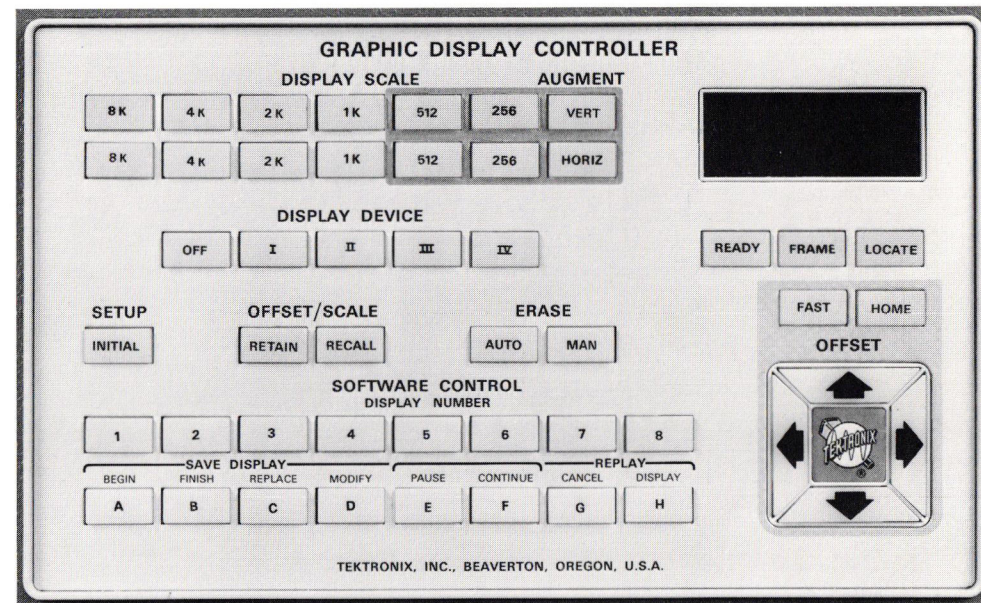 GRAPHIC DISPLAY CONTROLLER
DISPLAY SCALE AUGMENT
8K 4K 2K 1K 512 256 VERT
8K 4K 2K 1K 512 256 HORIZ
DISPLAY DEVICE
OFF I II III IV
READY FRAME LOCATE
FAST HOME
SETUP OFFSET/SCALE ERASE
INITIAL RETAIN RECALL AUTO MAN
OFFSET
TEKTRONIX
®
SOFTWARE CONTROL
DISPLAY NUMBER
1 2 3 4 5 6 7 8
SAVE DISPLAY REPLAY
BEGIN FINISH REPLACE MODIFY PAUSE CONTINUE CANCEL DISPLAY
A B C D E F G H
TEKTRONIX, INC., BEAVERTON, OREGON, U.S.A.